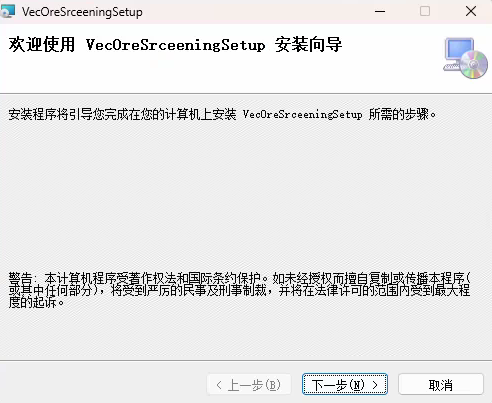 VecOreSrceeningSetup
欢迎使用 VecOreSrceeningSetup 安装向导
安装程序将引导您完成在您的计算机上安装 VecOreSrceeningSetup 所需的步骤。
警告: 本计算机程序受著作权法和国际条约保护。如未经授权而擅自复制或传播本程序(
或其中任何部分)，将受到严厉的民事及刑事制裁，并将在法律许可的范围内受到最大程
度的起诉。
< 上一步(B)
下一步(N) >
取消